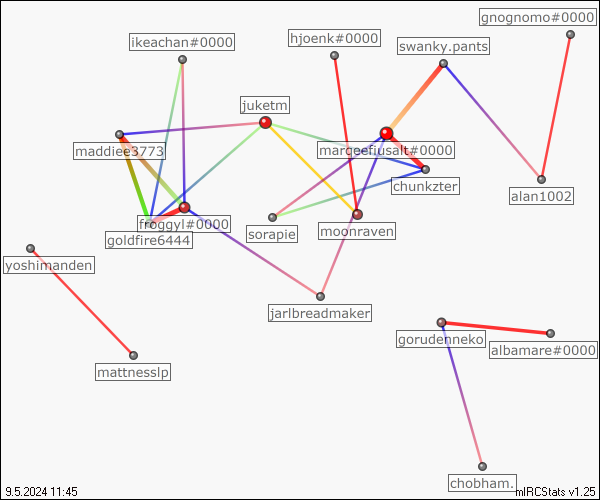 gnognomo#0000
ikeachan#0000
hjoenk#0000
swanky.pants
juketm
maddiee3773
marqeefiusalt#0000
chunkzter
alan1002
froggyl#0000
goldfire6444
sorapie
moonraven
yoshimanden
jarlbreadmaker
gorudenneko
albamare#0000
mattnesslp
chobham.
9.5.2024 11:45
mIRCStats v1.25